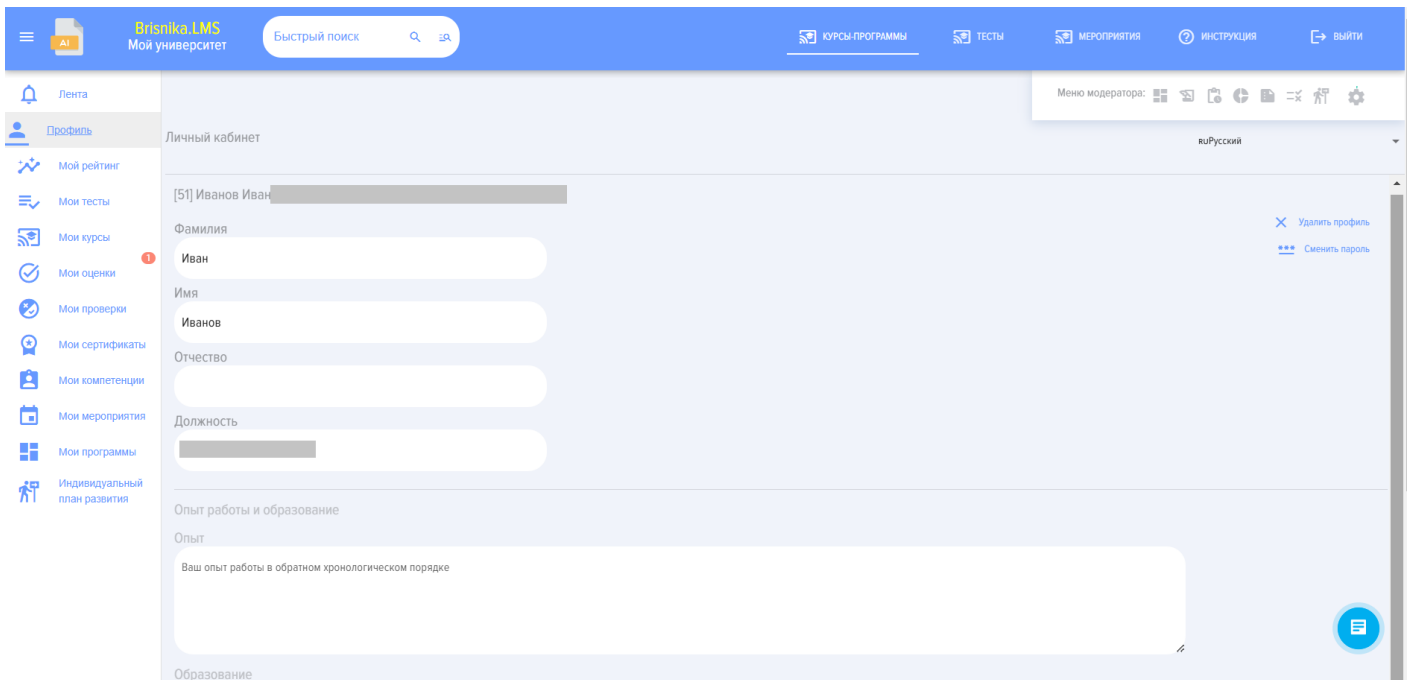 AI
Brisnika.LMS
Мой университет
Быстрый поиск
КУРСЫ-ПРОГРАММЫ
ТЕСТЫ
МЕРОПРИЯТИЯ
ИНСТРУКЦИЯ
ВЫЙТИ
Меню модератора:
Лента
Профиль
Мой рейтинг
Мои тесты
Мои курсы
1
Мои оценки
Мои проверки
Мои сертификаты
Мои компетенции
Мои мероприятия
Мои программы
Индивидуальный
план развития
Личный кабинет
ruРусский
[51] Иванов Иван
Удалить профиль
Сменить пароль
Фамилия
Иван
Имя
Иванов
Отчество
Должность
Опыт работы и образование
Опыт
Ваш опыт работы в обратном хронологическом порядке
Образование